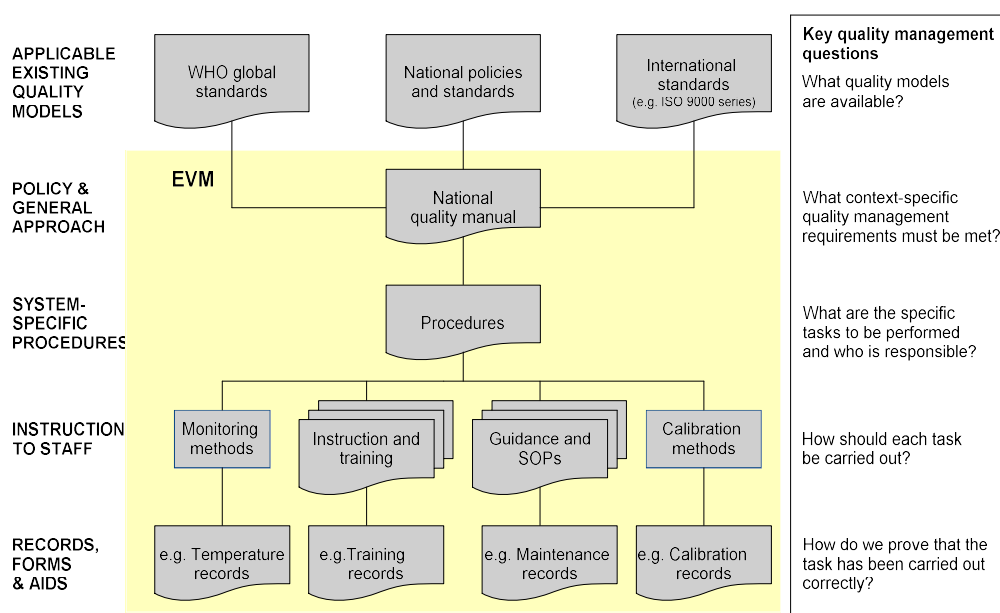 APPLICABLE
EXISTING
QUALITY
MODELS
WHO global
standards
National policies
and standards
International
standards
(e.g. ISO 9000 series)
Key quality management
questions
What quality models
are available?
EVM
POLICY &
GENERAL
APPROACH
National
quality manual
What context-specific
quality management
requirements must be met?
SYSTEM-
SPECIFIC
PROCEDURES
Procedures
What are the specific
tasks to be performed
and who is responsible?
INSTRUCTION
TO STAFF
Monitoring
methods
Instruction and
training
Guidance and
SOPs
Calibration
methods
How should each task
be carried out?
RECORDS,
FORMS
& AIDS
e.g. Temperature
records
e.g.Training
records
e.g. Maintenance
records
e.g. Calibration
records
How do we prove that the
task has been carried out
correctly?